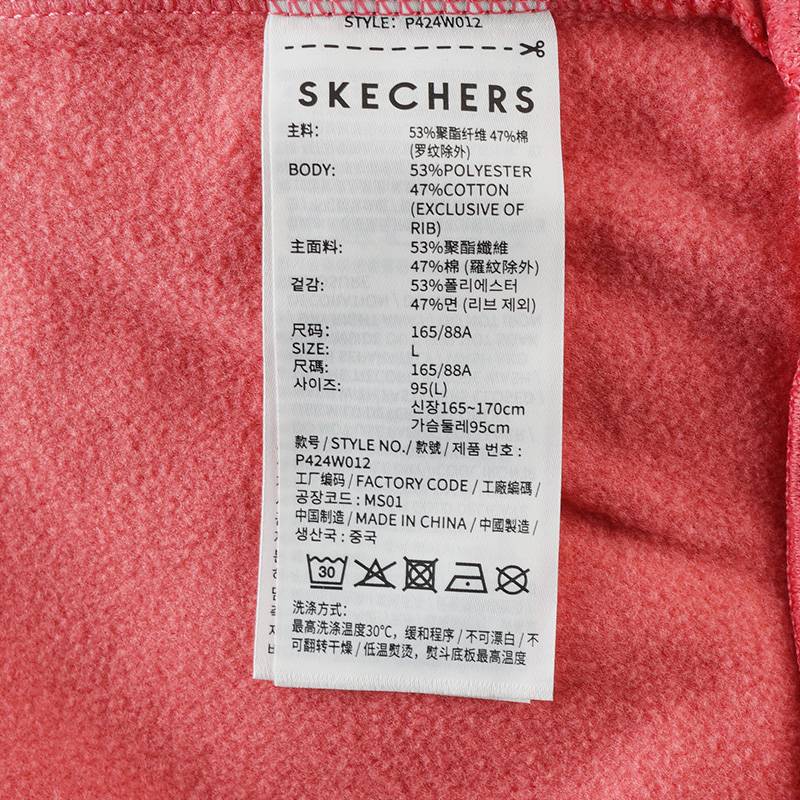 STYLE: P424W012
SKECHERS
主料: 53%聚酯纤维 47%棉
(罗纹除外)
BODY: 53%POLYESTER
47%COTTON
(EXCLUSIVE OF
RIB)
主面料: 53%聚酯纖維
47%棉 (羅紋除外)
겉감: 53%폴리에스터
47%면 (리브 제외)
尺码: 165/88A
SIZE: L
尺碼: 165/88A
사이즈: 95(L)
신장165~170cm
가슴둘레95cm
款号 / STYLE NO./ 款號 / 제품 번호 :
P424W012
工厂编码 / FACTORY CODE / 工廠編碼 /
공장코드 : MS01
中国制造 / MADE IN CHINA / 中國製造 /
생산국 : 중국
30
洗涤方式:
最高洗涤温度30℃，缓和程序 / 不可漂白 / 不
可翻转干燥 / 低温熨烫，熨斗底板最高温度